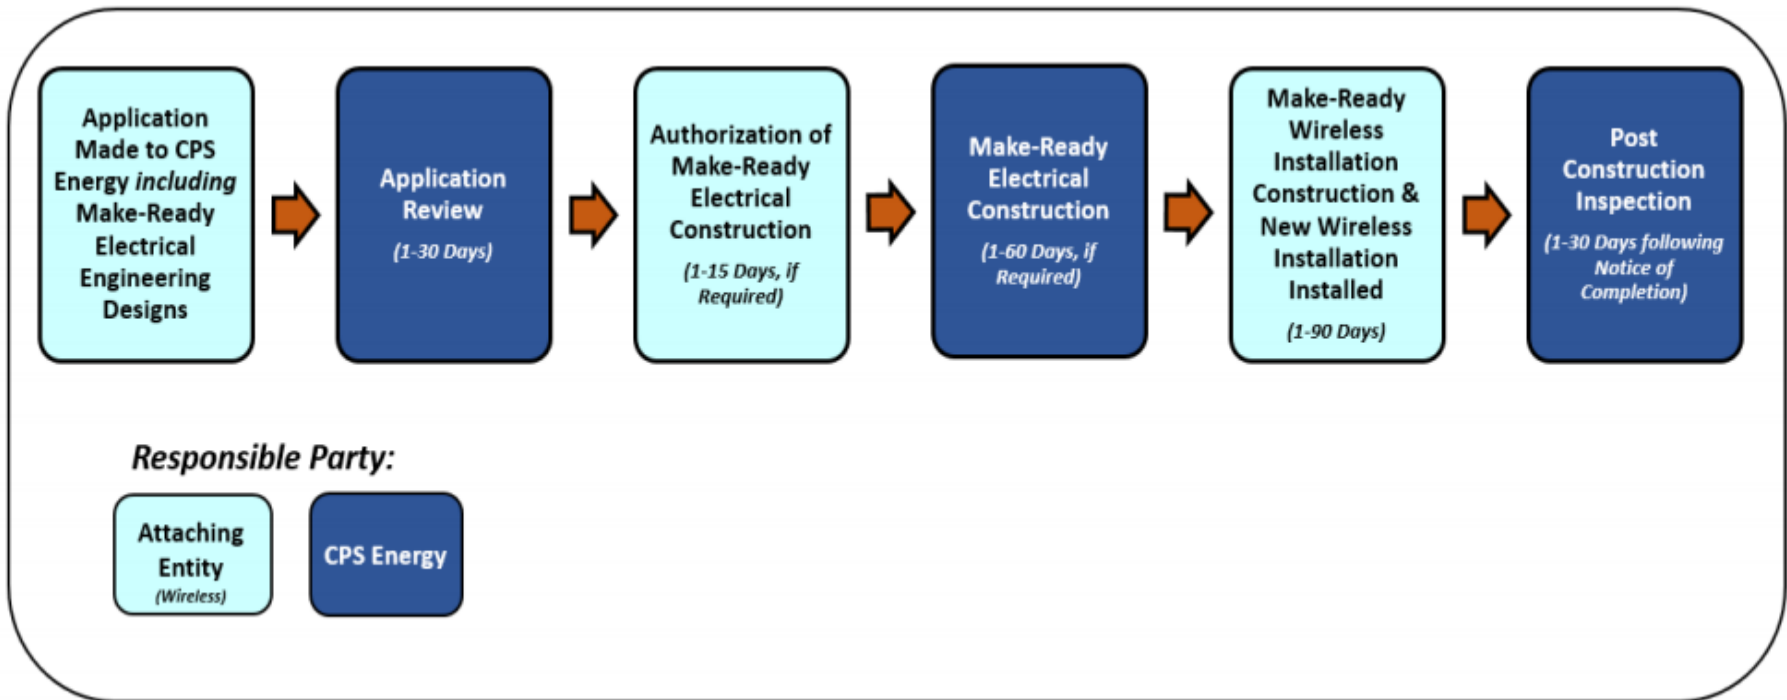 Application
Made to CPS
Energy including
Make-Ready
Electrical
Engineering
Designs
Application
Review
(1-30 Days)
Authorization of
Make-Ready
Electrical
Construction
(1-15 Days, if
Required)
Make-Ready
Electrical
Construction
(1-60 Days, if
Required)
Make-Ready
Wireless
Installation
Construction &
New Wireless
Installation
Installed
(1-90 Days)
Post
Construction
Inspection
(1-30 Days following
Notice of
Completion)
Responsible Party:
Attaching
Entity
(Wireless)
CPS Energy